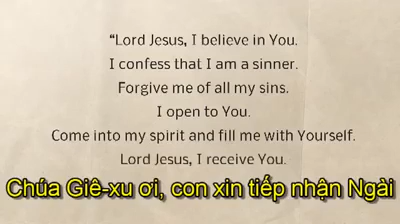 “Lord Jesus, I believe in You.
I confess that I am a sinner.
Forgive me of all my sins.
I open to You.
Come into my spirit and fill me with Yourself.
Lord Jesus, I receive You.
Chúa Giê-xu ơi, con xin tiếp nhận Ngài